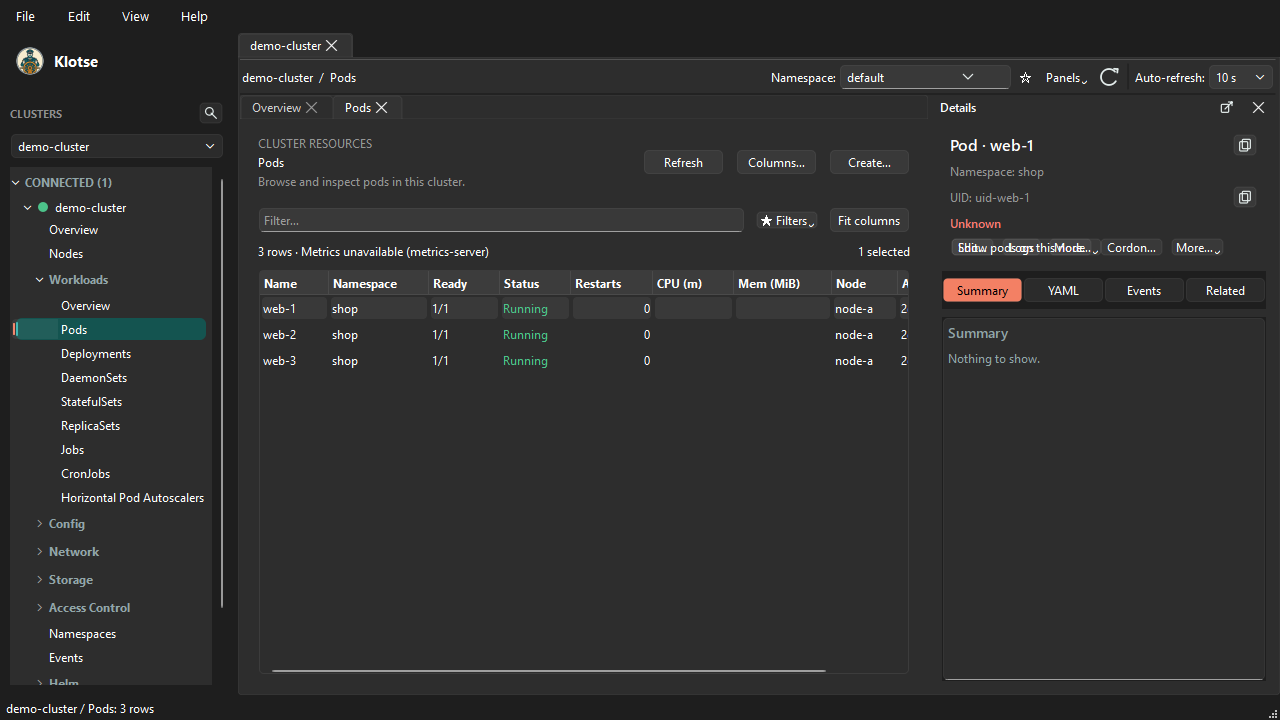 File Edit View Help
Klotse
demo-cluster
demo-cluster / Pods
Namespace: default Panels Auto-refresh: 10 s
CLUSTERS
demo-cluster
CONNECTED (1)
demo-cluster
Overview
Nodes
Workloads
Overview
Pods
Deployments
DaemonSets
StatefulSets
ReplicaSets
Jobs
CronJobs
Horizontal Pod Autoscalers
Config
Network
Storage
Access Control
Namespaces
Events
Helm
Overview Pods
CLUSTER RESOURCES
Pods
Browse and inspect pods in this cluster.
Refresh Columns... Create...
Filter... Filters Fit columns
3 rows · Metrics unavailable (metrics-server) 1 selected
Name Namespace Ready Status Restarts CPU (m) Mem (MiB) Node A
web-1 shop 1/1 Running 0 node-a 2
web-2 shop 1/1 Running 0 node-a 2
web-3 shop 1/1 Running 0 node-a 2
Details
Pod · web-1
Namespace: shop
UID: uid-web-1
Unknown
Cordon... More...
Summary YAML Events Related
Summary
Nothing to show.
demo-cluster / Pods: 3 rows